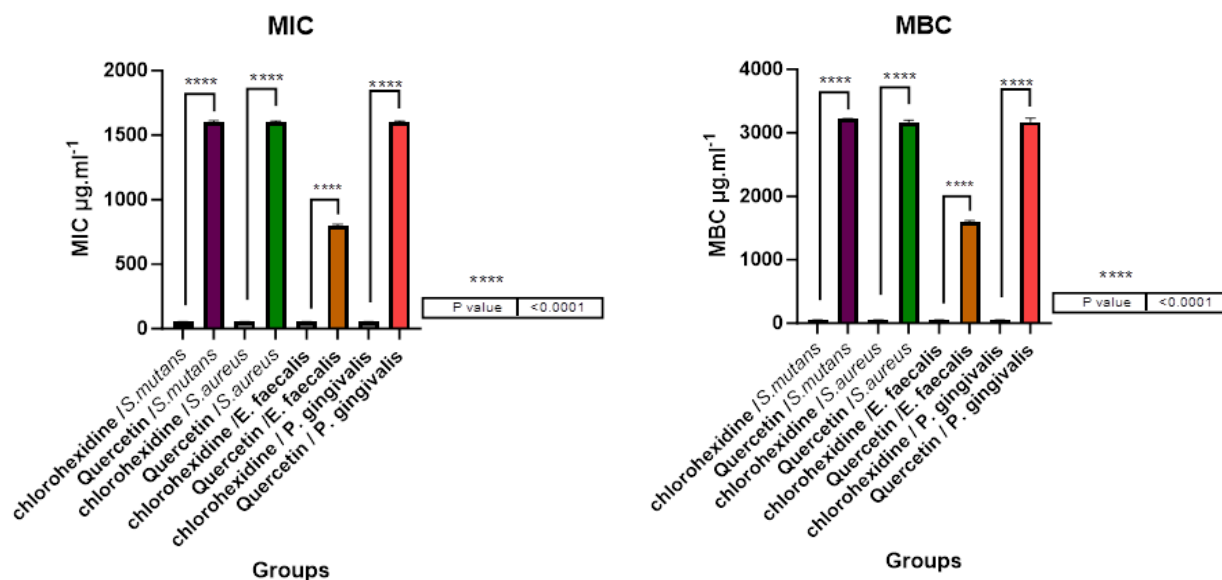 MIC
MIC µg.ml-1
2000
1500
1000
500
0
****
****
****
****
****
P value <0.0001
chlorohexidine /S.mutans
Quercetin /S.mutans
chlorohexidine /S.aureus
Quercetin /S.aureus
chlorohexidine /E. faecalis
Quercetin /E. faecalis
chlorohexidine / P. gingivalis
Quercetin / P. gingivalis
Groups
MBC
MBC µg.ml-1
4000
3000
2000
1000
0
****
****
****
****
****
P value <0.0001
chlorohexidine /S.mutans
Quercetin /S.mutans
chlorohexidine /S.aureus
Quercetin /S.aureus
chlorohexidine /E. faecalis
Quercetin /E. faecalis
chlorohexidine / P. gingivalis
Quercetin / P. gingivalis
Groups